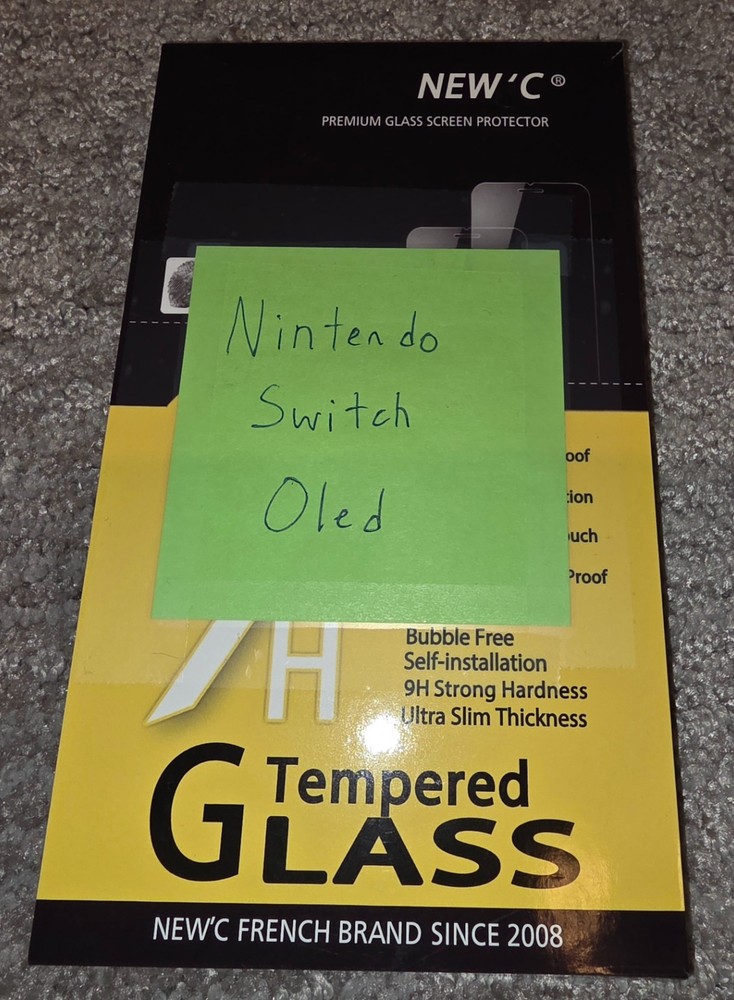 NEW'C®
PREMIUM GLASS SCREEN PROTECTOR
Nintendo
Switch
Oled
Bubble Free
Self-installation
9H Strong Hardness
Ultra Slim Thickness
9H
Tempered
GLASS
NEW'C FRENCH BRAND SINCE 2008